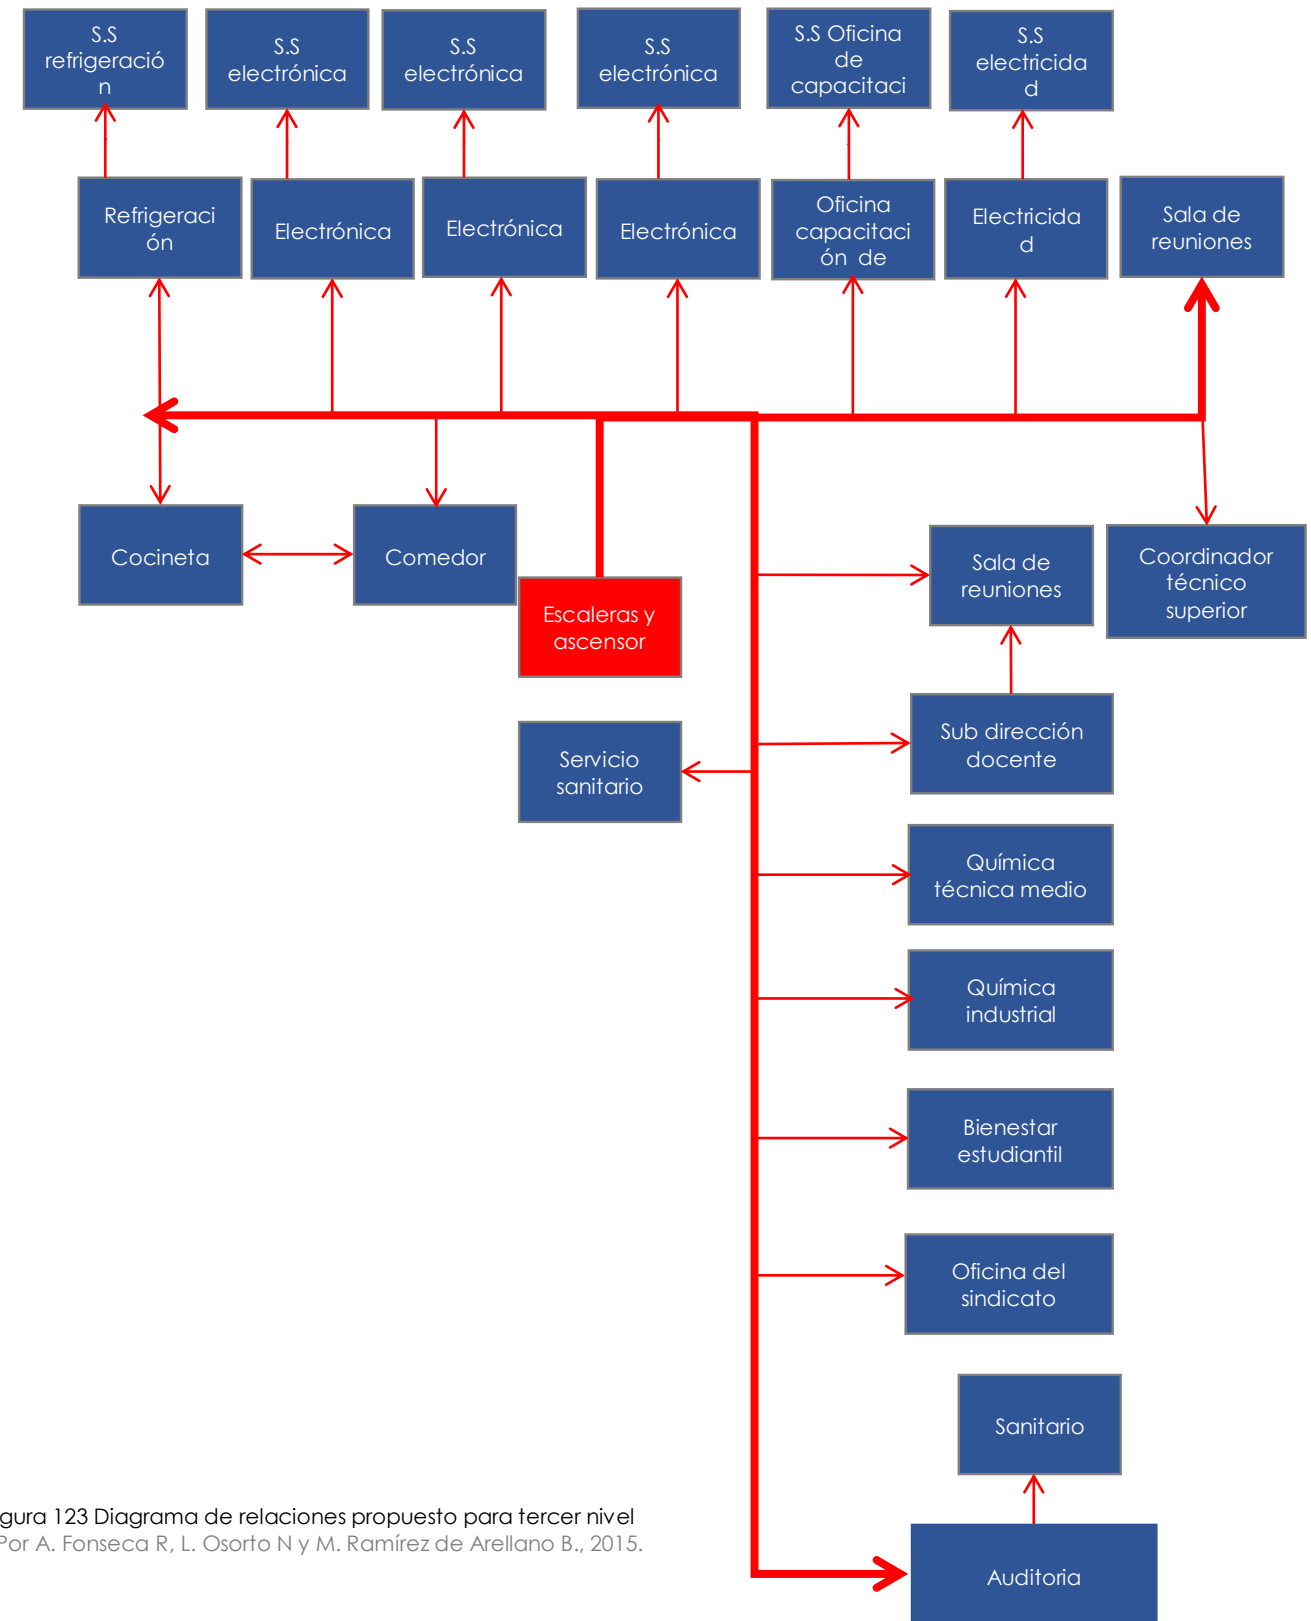 S.S
refrigeració
n
S.S
electrónica
S.S
electrónica
S.S
electrónica
S.S Oficina
de
capacitaci
S.S
electricida
d
Refrigeraci
ón
Electrónica
Electrónica
Electrónica
Oficina
capacitaci
ón de
Electricida
d
Sala de
reuniones
Cocineta
Comedor
Escaleras y
ascensor
Sala de
reuniones
Coordinador
técnico
superior
Servicio
sanitario
Sub dirección
docente
Química
técnica medio
Química
industrial
Bienestar
estudiantil
Oficina del
sindicato
Sanitario
Auditoria
gura 123 Diagrama de relaciones propuesto para tercer nivel
Por A. Fonseca R, L. Osorto N y M. Ramírez de Arellano B., 2015.